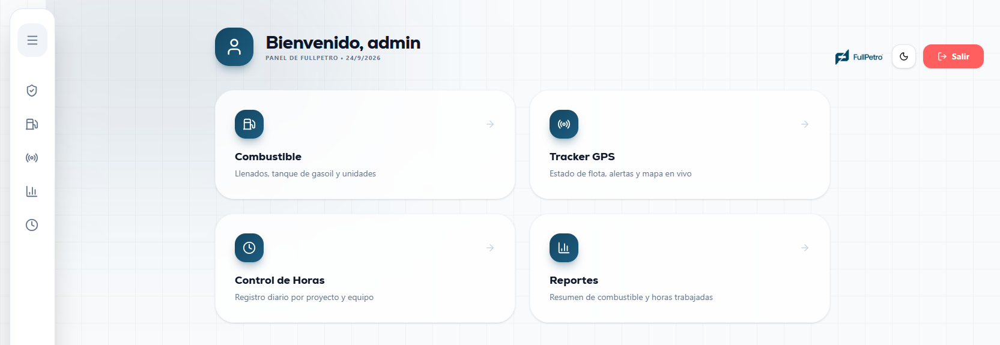 Bienvenido, admin
PANEL DE FULLPETRO • 24/9/2026
FullPetro
Salir
Combustible
Llenados, tanque de gasoil y unidades
Tracker GPS
Estado de flota, alertas y mapa en vivo
Control de Horas
Registro diario por proyecto y equipo
Reportes
Resumen de combustible y horas trabajadas